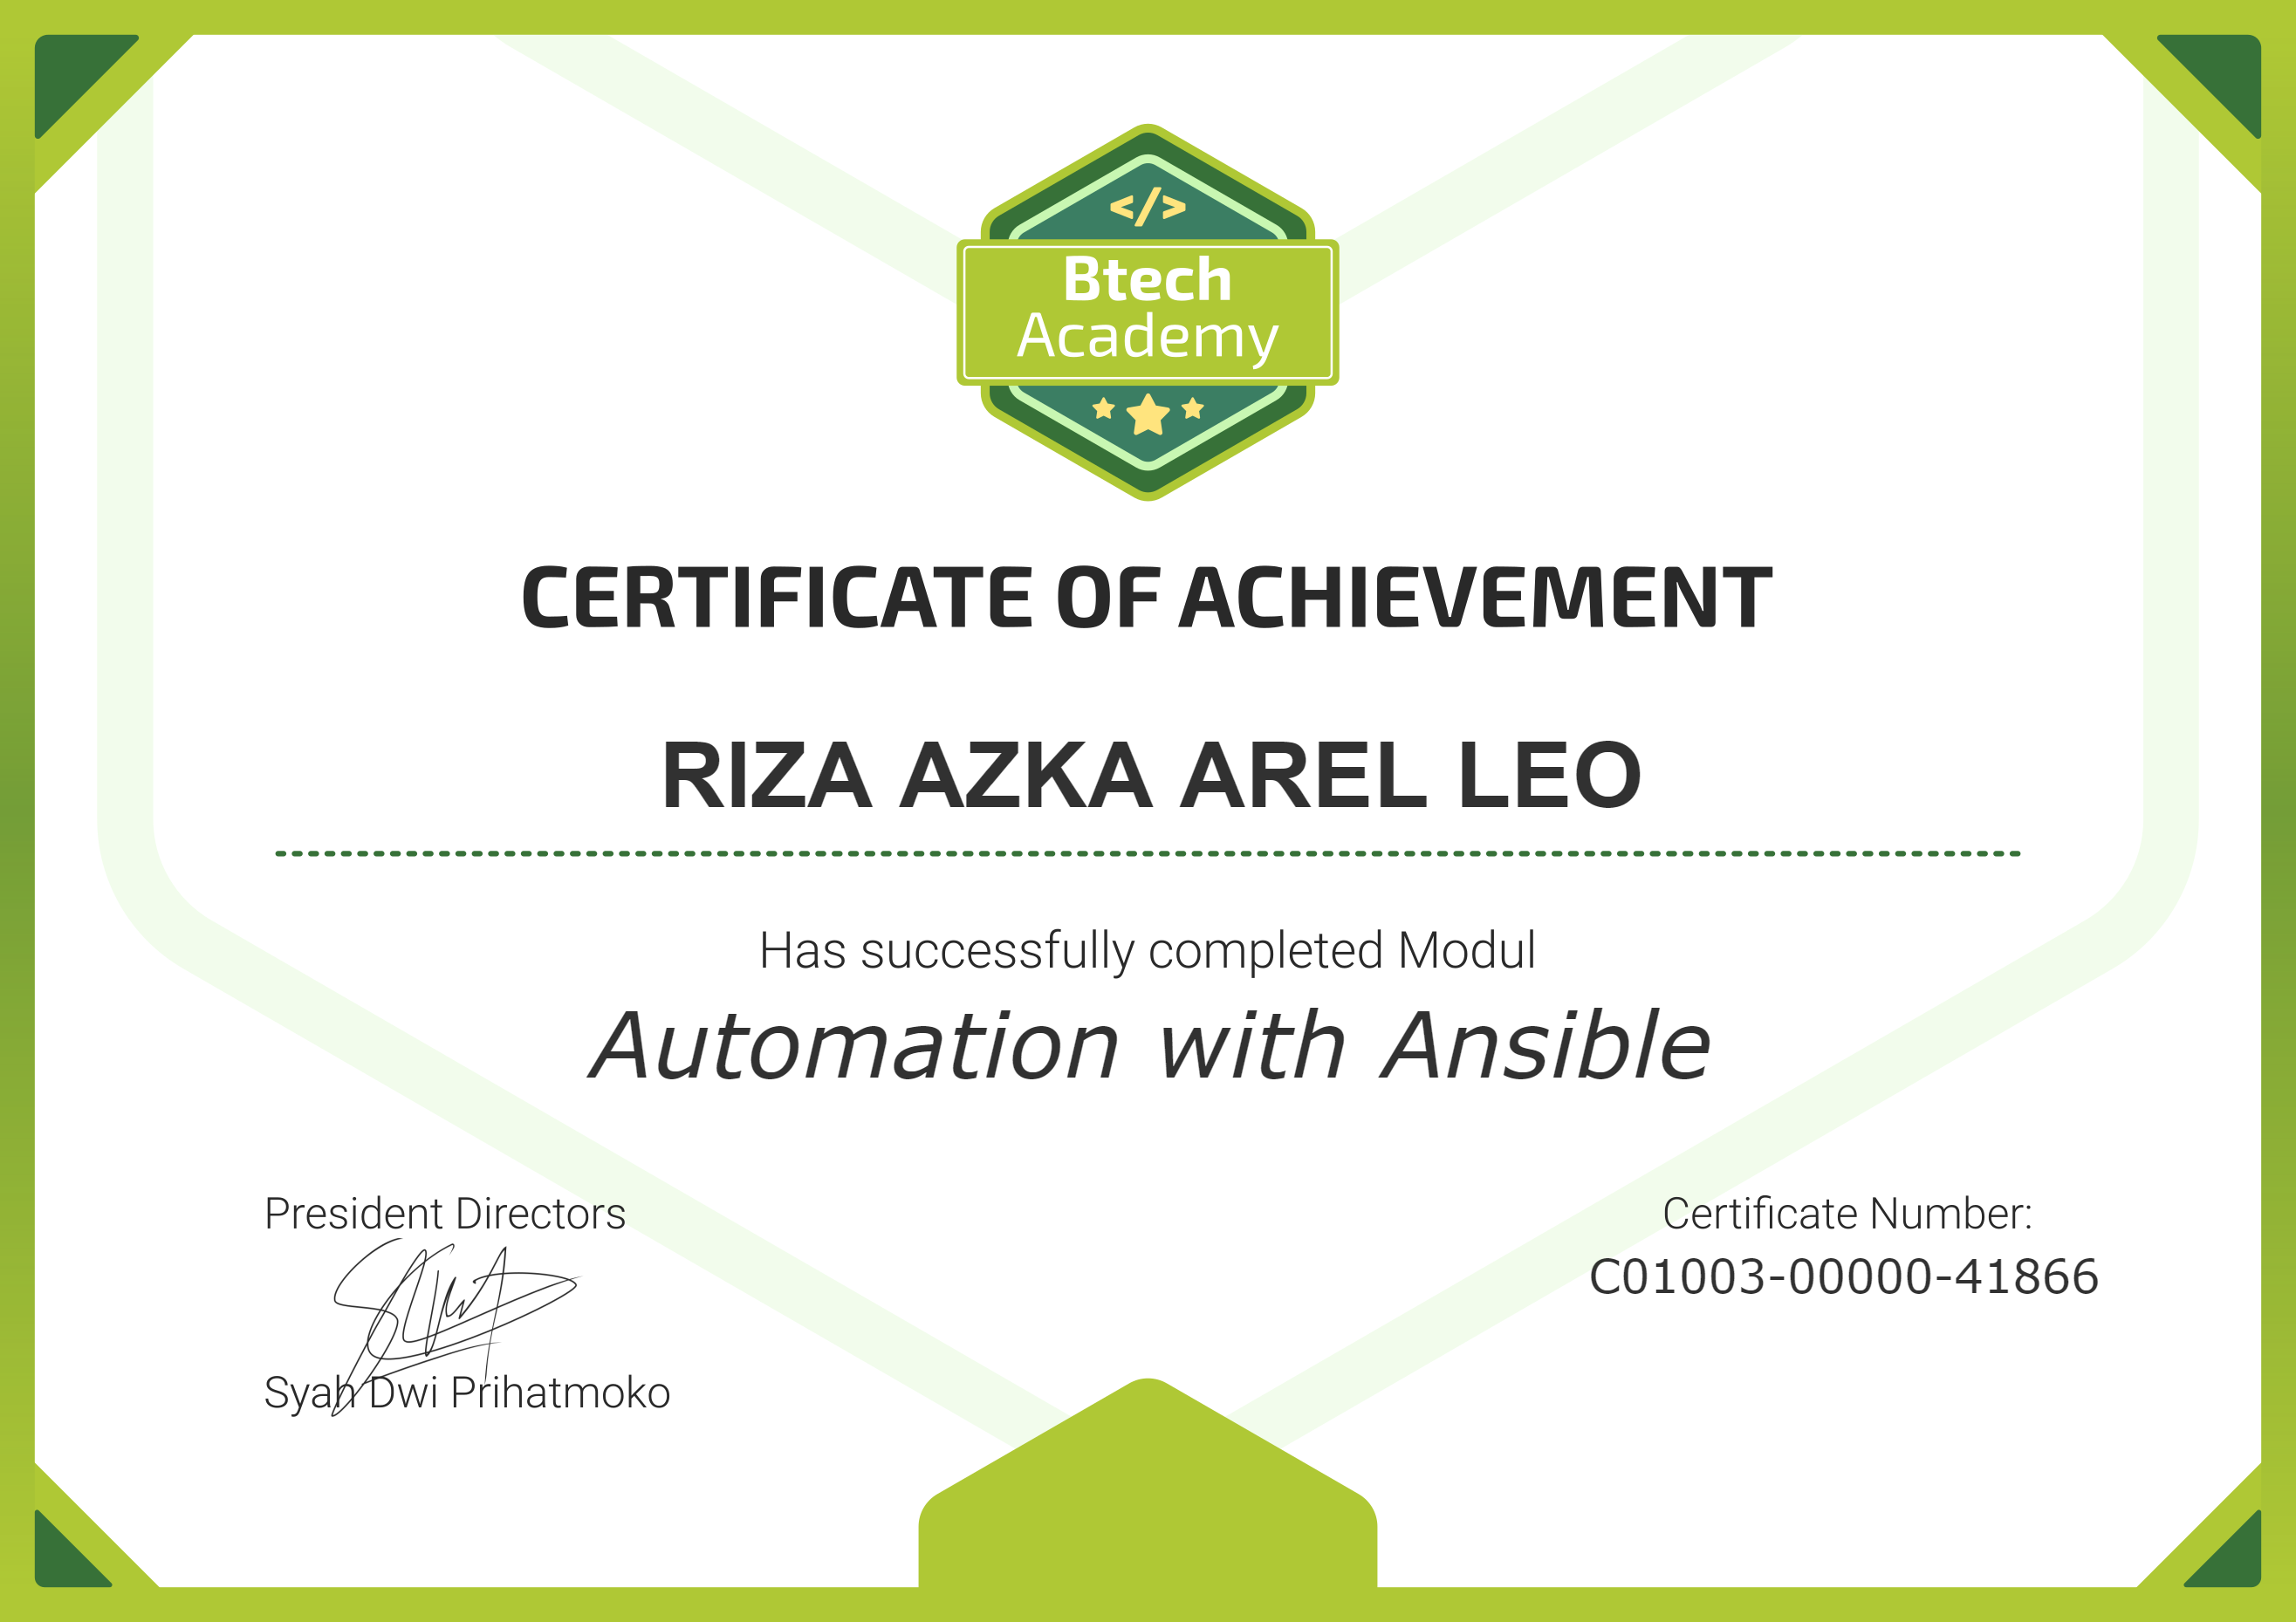 </>
Btech
Academy
CERTIFICATE OF ACHIEVEMENT
RIZA AZKA AREL LEO
Has successfully completed Modul
Automation with Ansible
President Directors
Syah Dwi Prihatmoko
Certificate Number:
C01003-00000-41866